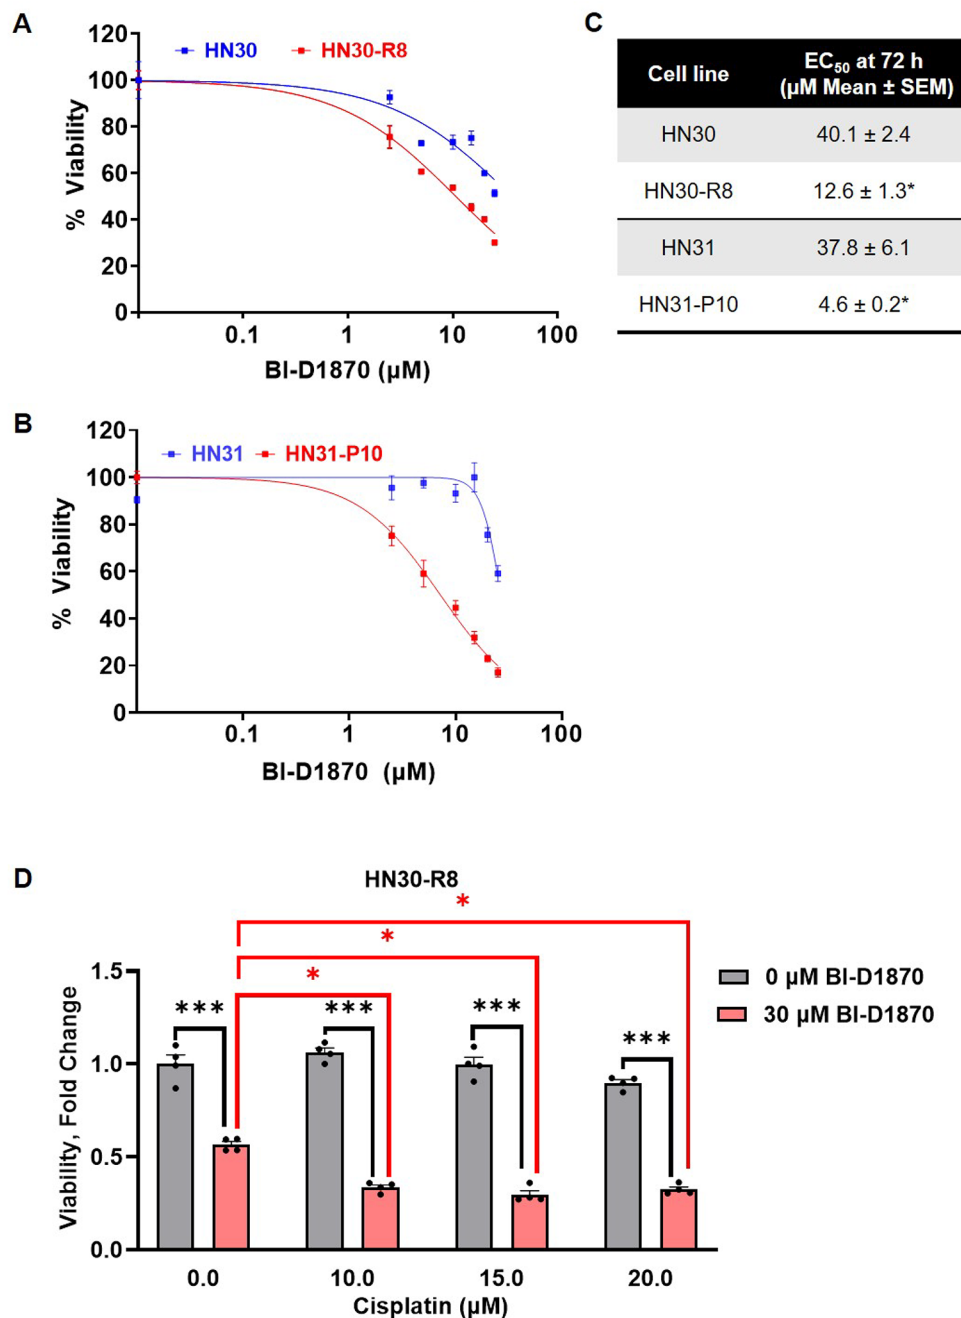 A
HN30 HN30-R8
120
100
80
60
40
20
0
% Viability
0.1 1 10 100
BI-D1870 (µM)
C
Cell line EC50 at 72 h (µM Mean ± SEM)
HN30 40.1 ± 2.4
HN30-R8 12.6 ± 1.3*
HN31 37.8 ± 6.1
HN31-P10 4.6 ± 0.2*
B
HN31 HN31-P10
120
100
80
60
40
20
0
% Viability
0.1 1 10 100
BI-D1870 (µM)
D
HN30-R8
*
*
*
*** *** *** ***
1.5
1.0
0.5
0.0
Viability, Fold Change
0.0 10.0 15.0 20.0
Cisplatin (µM)
0 µM BI-D1870
30 µM BI-D1870